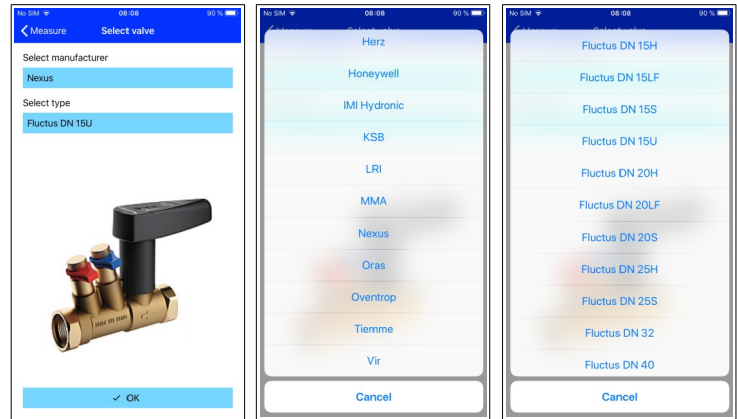 No SIM 08:08 90 %
Measure Select valve
Select manufacturer
Nexus
Select type
Fluctus DN 15U
OK
No SIM 08:08 90 %
Herz
Honeywell
IMI Hydronic
KSB
LRI
MMA
Nexus
Oras
Oventrop
Tiemme
Vir
Cancel
No SIM 08:08 90 %
Fluctus DN 15H
Fluctus DN 15LF
Fluctus DN 15S
Fluctus DN 15U
Fluctus DN 20H
Fluctus DN 20LF
Fluctus DN 20S
Fluctus DN 25H
Fluctus DN 25S
Fluctus DN 32
Fluctus DN 40
Cancel